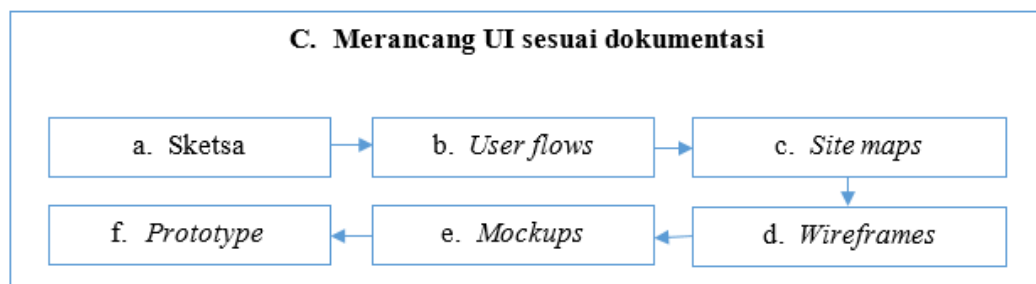 C. Merancang UI sesuai dokumentasi
a. Sketsa
b. User flows
c. Site maps
f. Prototype
e. Mockups
d. Wireframes